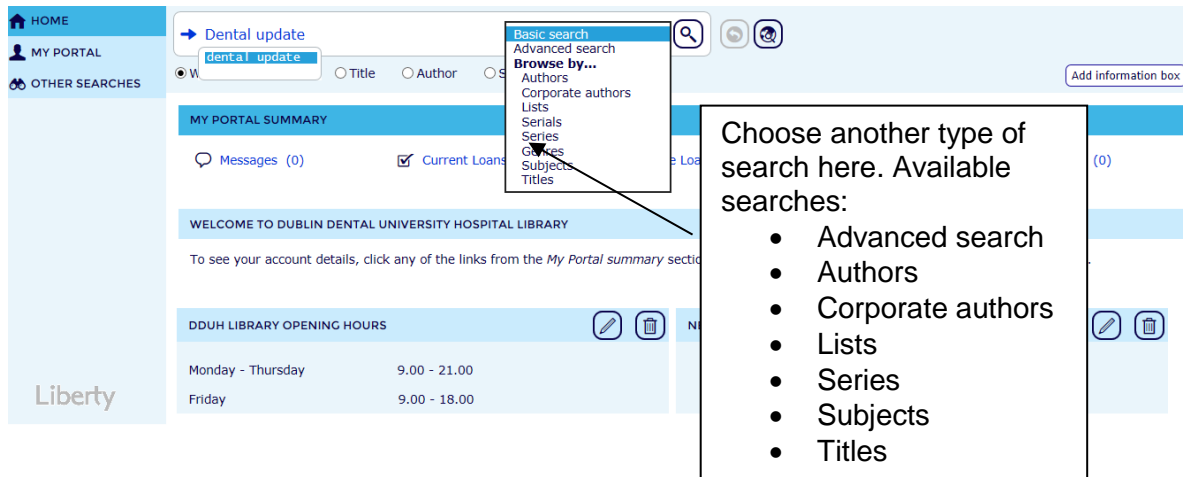 HOME
MY PORTAL
OTHER SEARCHES
Liberty
Dental update
dental update
Title Author
Basic search
Advanced search
Browse by...
Authors
Corporate authors
Lists
Serials
Series
Genres
Subjects
Titles
Add information box
MY PORTAL SUMMARY
Messages (0) Current Loans (0)
WELCOME TO DUBLIN DENTAL UNIVERSITY HOSPITAL LIBRARY
To see your account details, click any of the links from the My Portal summary
DDUH LIBRARY OPENING HOURS
Monday - Thursday 9.00 - 21.00
Friday 9.00 - 18.00
Choose another type of
search here. Available
searches:
• Advanced search
• Authors
• Corporate authors
• Lists
• Series
• Subjects
• Titles